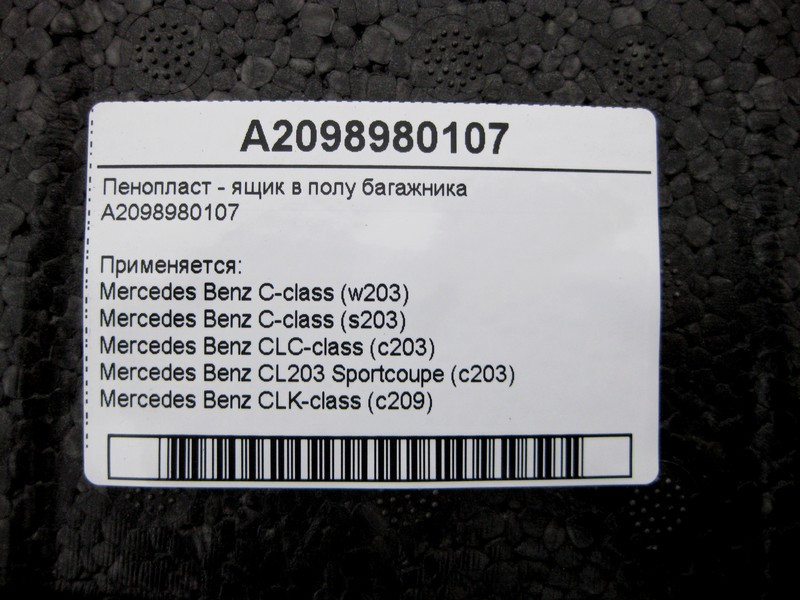 A2098980107
Пенопласт - ящик в полу багажника
A2098980107
Применяется:
Mercedes Benz C-class (w203)
Mercedes Benz C-class (s203)
Mercedes Benz CLC-class (c203)
Mercedes Benz CL203 Sportcoupe (c203)
Mercedes Benz CLK-class (c209)